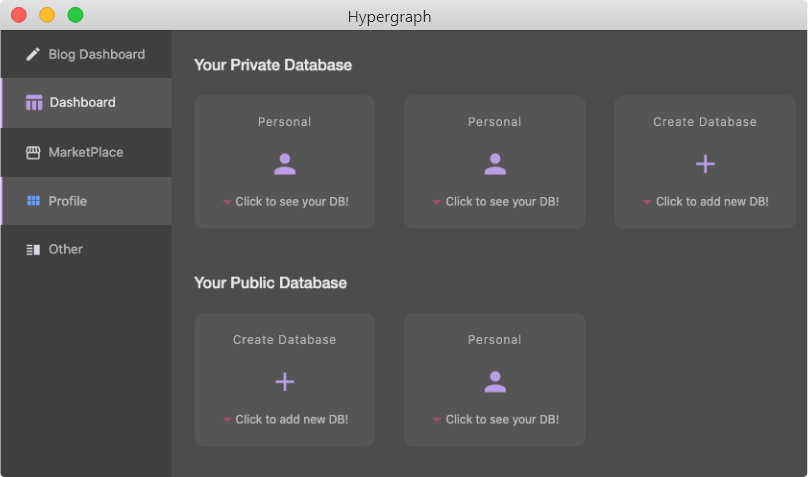 Hypergraph
Blog Dashboard
Dashboard
MarketPlace
Profile
Other
Your Private Database
Personal
Click to see your DB!
Personal
Click to see your DB!
Create Database
Click to add new DB!
Your Public Database
Create Database
Click to add new DB!
Personal
Click to see your DB!